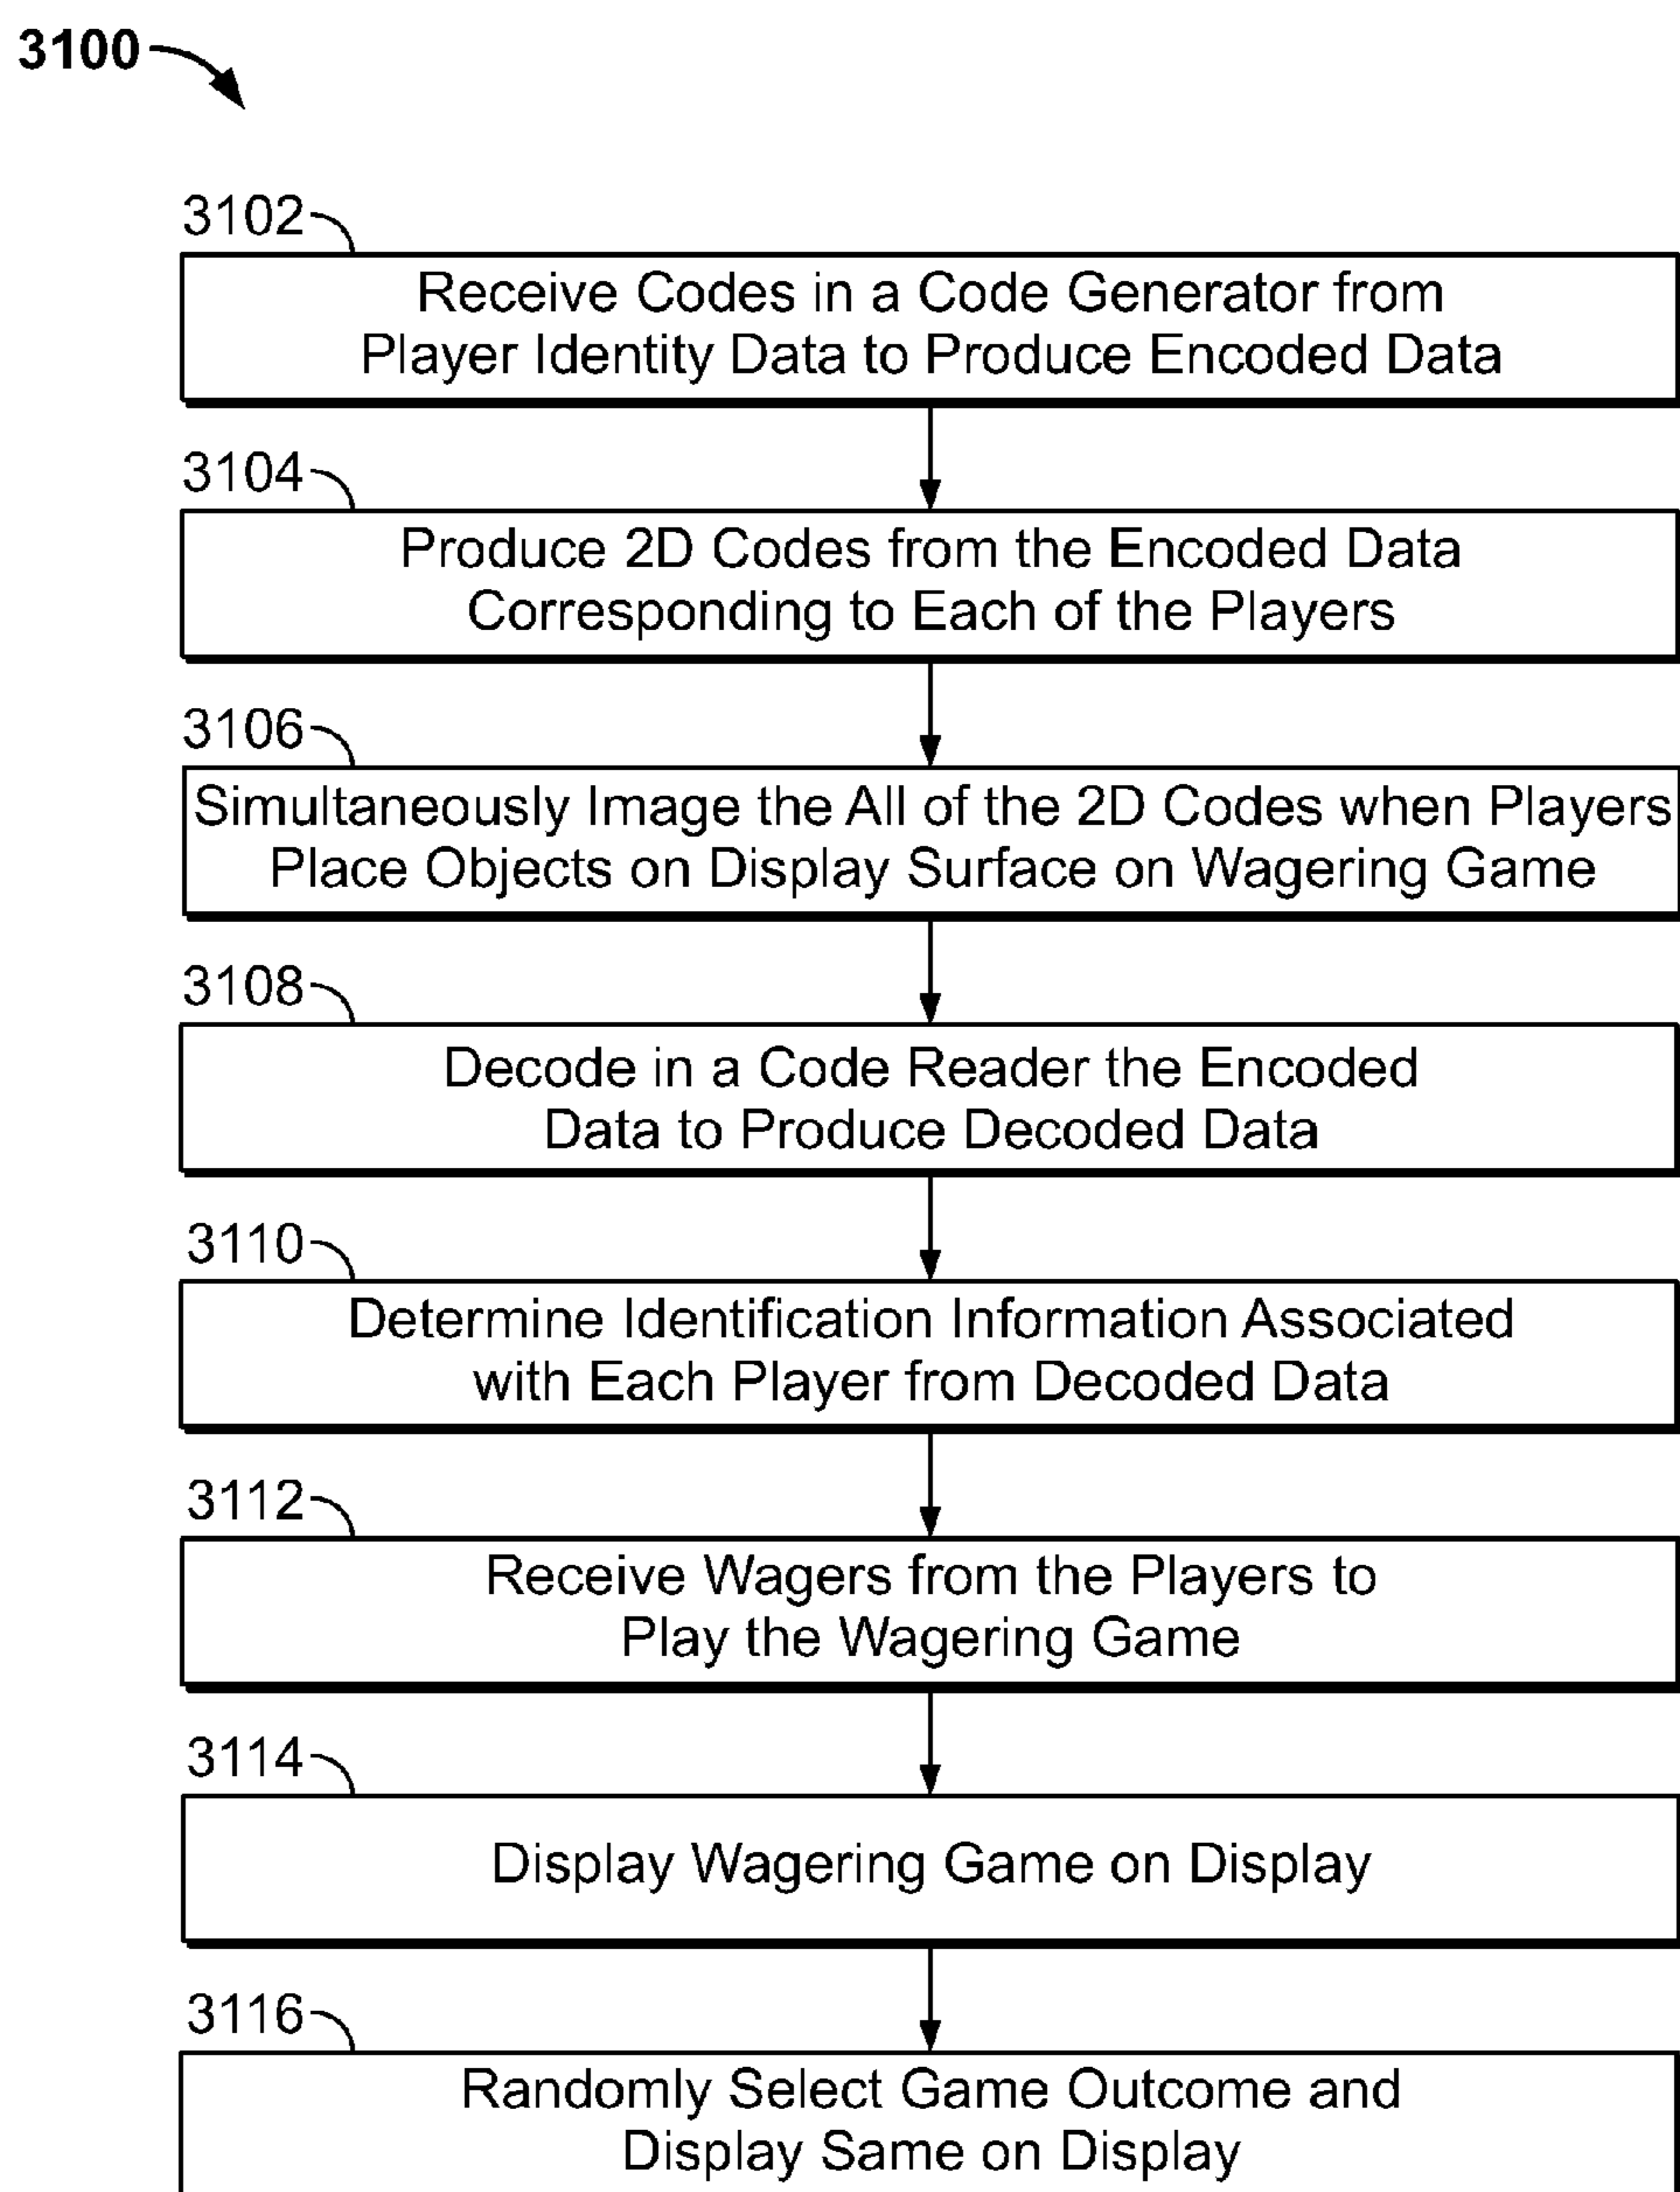 3100
3102
Receive Codes in a Code Generator from
Player Identity Data to Produce Encoded Data
3104
Produce 2D Codes from the Encoded Data
Corresponding to Each of the Players
3106
Simultaneously Image the All of the 2D Codes when Players
Place Objects on Display Surface on Wagering Game
3108
Decode in a Code Reader the Encoded
Data to Produce Decoded Data
3110
Determine Identification Information Associated
with Each Player from Decoded Data
3112
Receive Wagers from the Players to
Play the Wagering Game
3114
Display Wagering Game on Display
3116
Randomly Select Game Outcome and
Display Same on Display